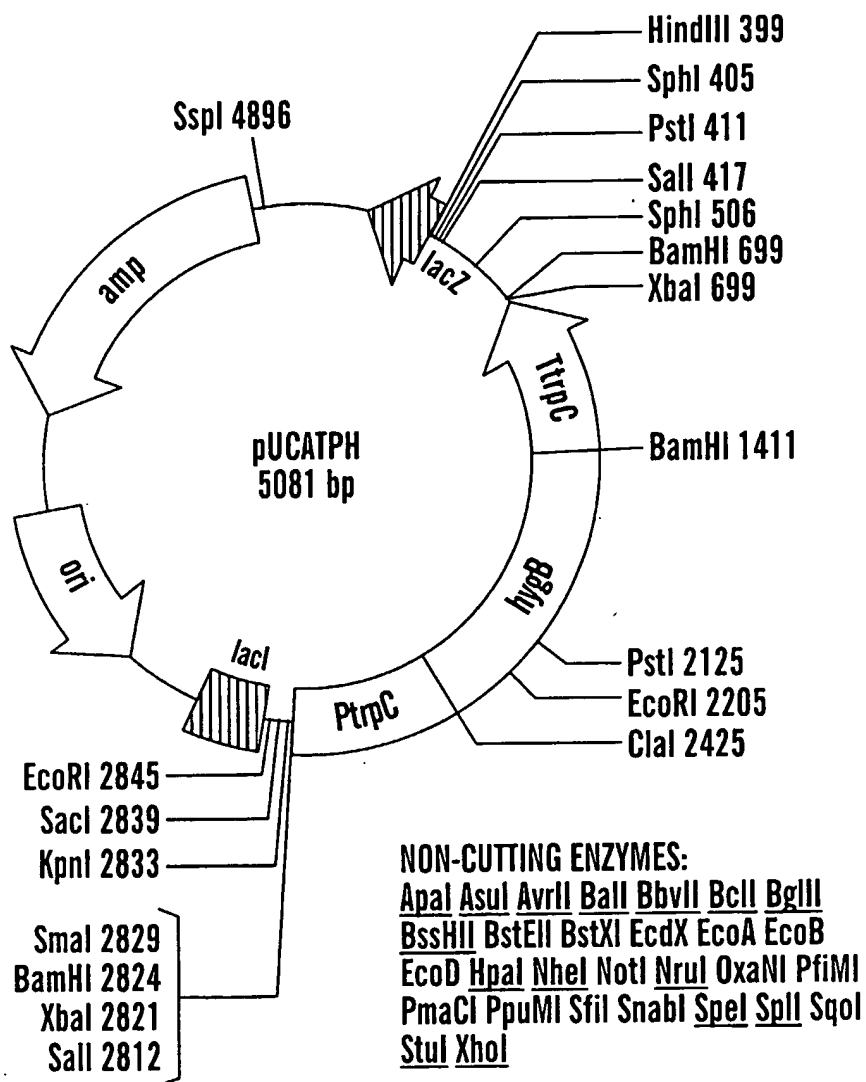 HindIII 399
SphI 405
PstI 411
SalI 417
SphI 506
BamHI 699
XbaI 699
SspI 4896
lacZ
amp
TtrpC
pUCATPH
5081 bp
BamHI 1411
ori
hygB
lacI
PtrpC
PstI 2125
EcoRI 2205
ClaI 2425
EcoRI 2845
SacI 2839
KpnI 2833
SmaI 2829
BamHI 2824
XbaI 2821
SalI 2812
NON-CUTTING ENZYMES:
ApaI AsuI AvrII BalI BbvII BclI BglII
BssHII BstEII BstXI EcdX EcoA EcoB
EcoD HpaI NheI NotI NruI OxaNI PfiMI
PmaCI PpuMI SfiI SnabI SpeI SplI SqoI
StuI XhoI